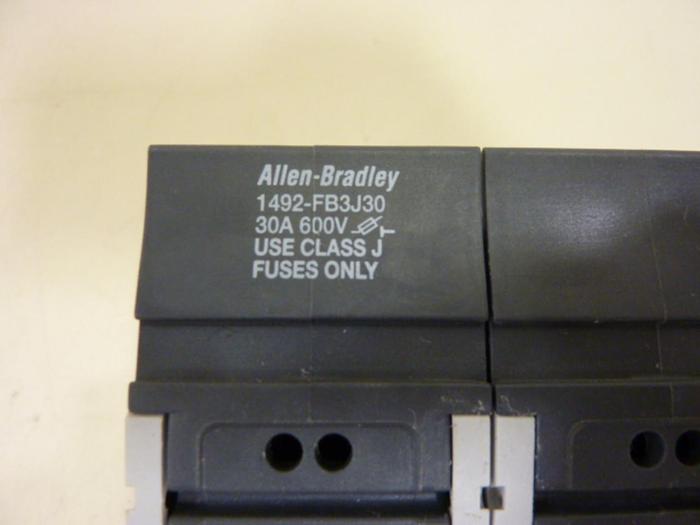 Allen-Bradley
1492-FB3J30
30A 600V
USE CLASS J
FUSES ONLY